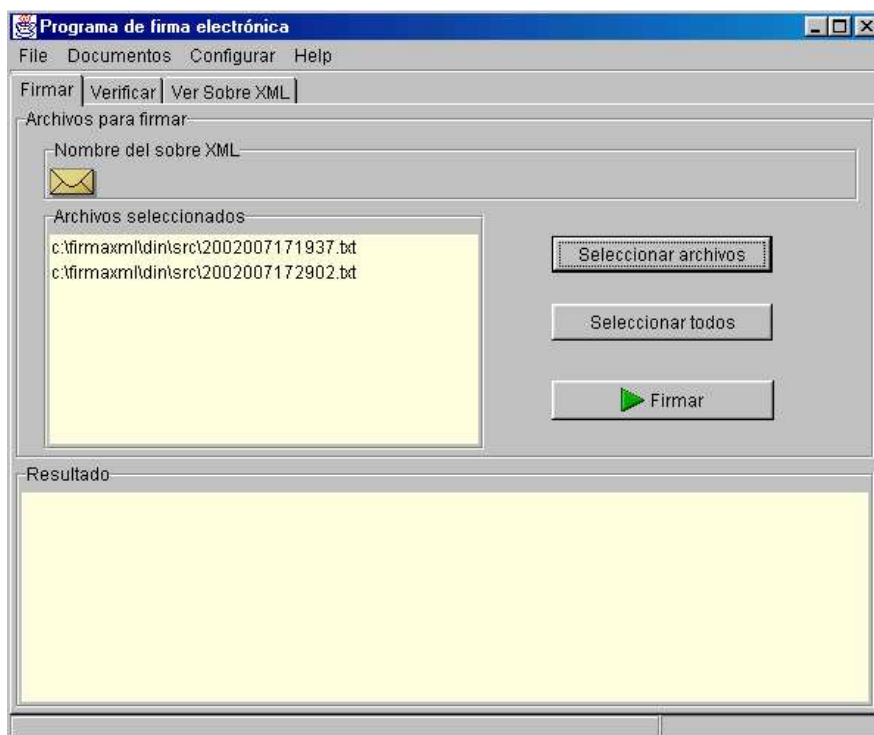 Programa de firma electrónica
File Documentos Configurar Help
Firmar Verificar Ver Sobre XML
Archivos para firmar
Nombre del sobre XML
Archivos seleccionados
c:\firmaxml\din\src\2002007171937.txt
c:\firmaxml\din\src\2002007172902.txt
Seleccionar archivos
Seleccionar todos
Firmar
Resultado